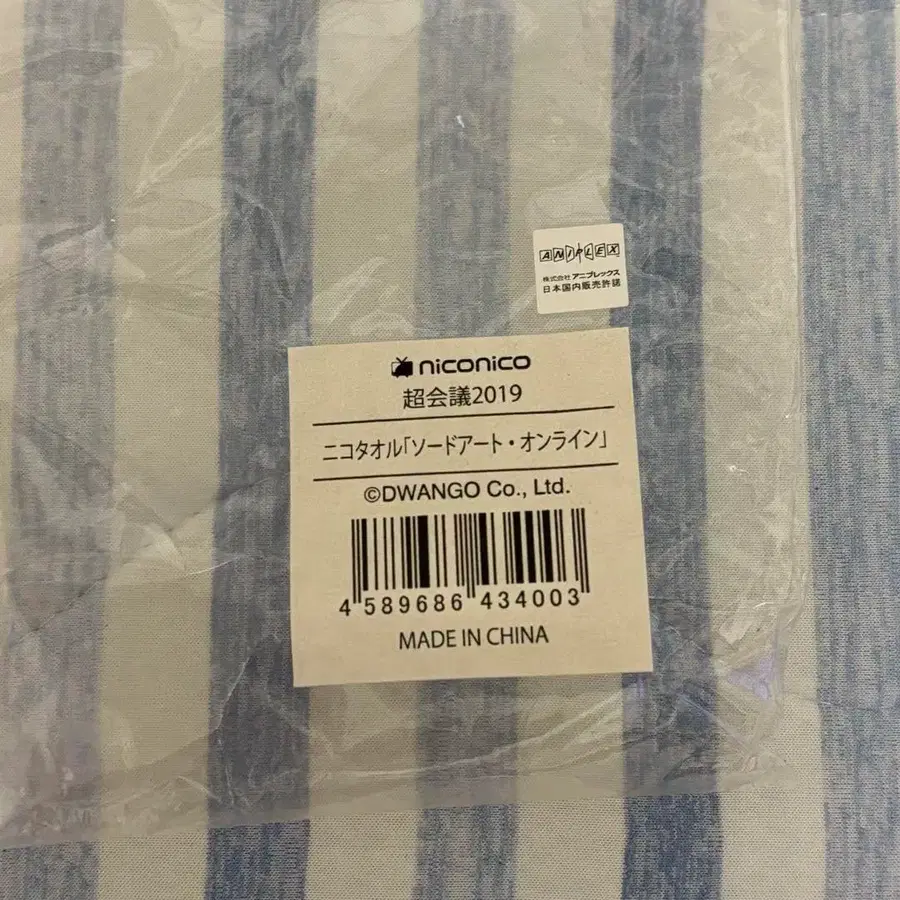 ANIPLEX
株式会社アニプレックス
日本国内販売許諾
niconico
超会議2019
ニコタオル「ソードアート・オンライン」
©DWANGO Co., Ltd.
4 589686 434003
MADE IN CHINA